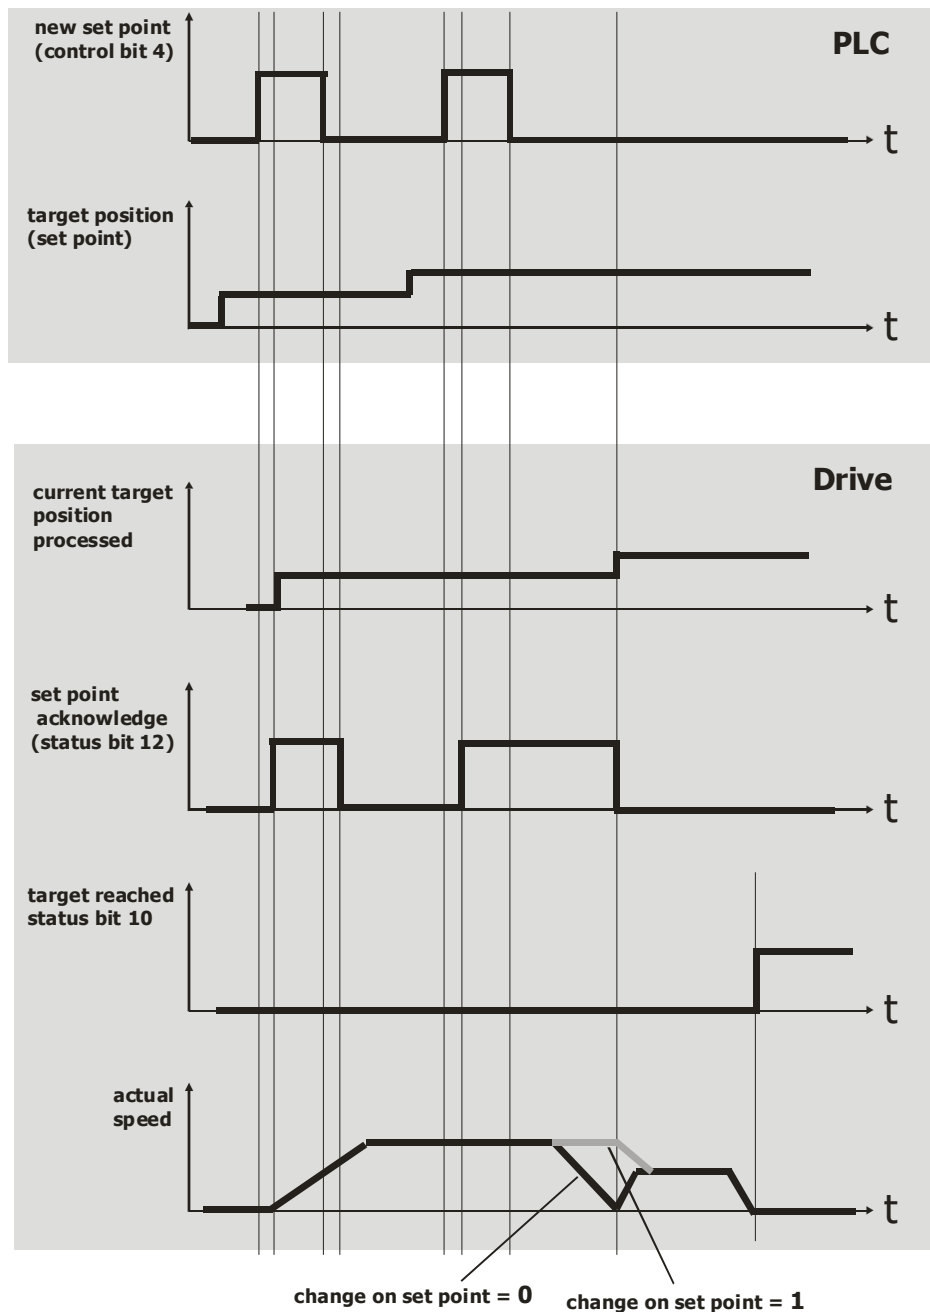 new set point
(control bit 4)
PLC
t
target position
(set point)
t
Drive
current target
position
processed
t
set point
acknowledge
(status bit 12)
t
target reached
status bit 10
t
actual
speed
t
change on set point = 0
change on set point = 1